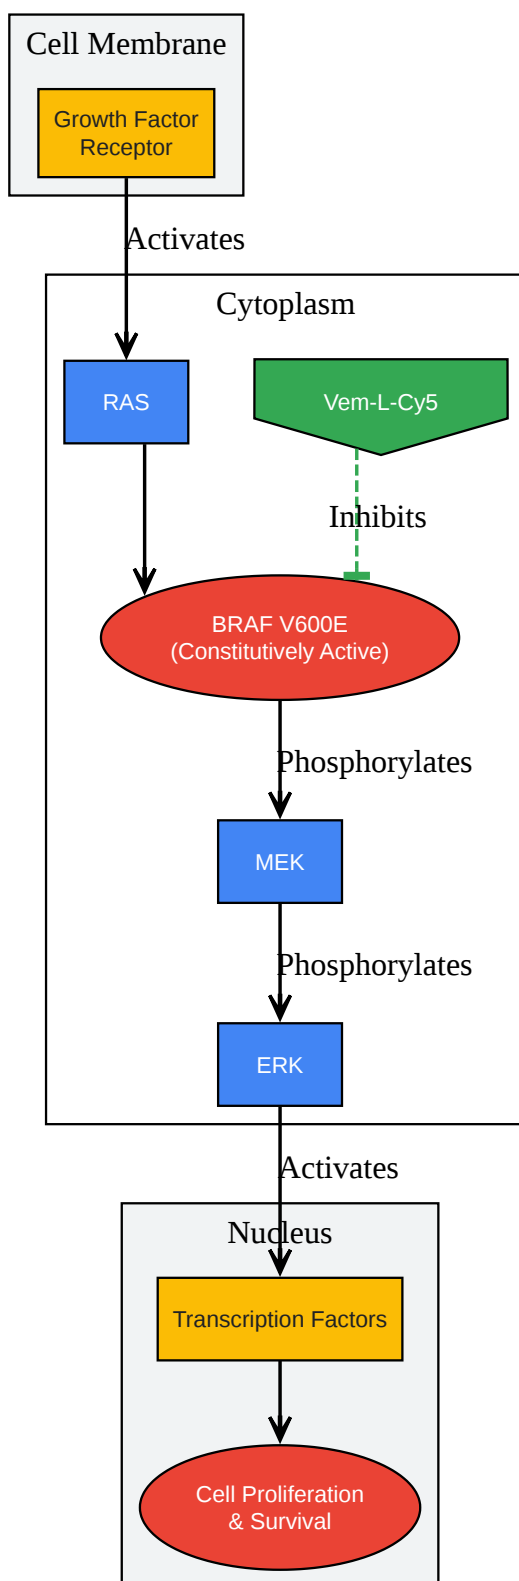 Cell Membrane
Growth Factor
Receptor
Activates
Cytoplasm
RAS
Vem-L-Cy5
Inhibits
BRAF V600E
(Constitutively Active)
Phosphorylates
MEK
Phosphorylates
ERK
Activates
Nucleus
Transcription Factors
Cell Proliferation
& Survival